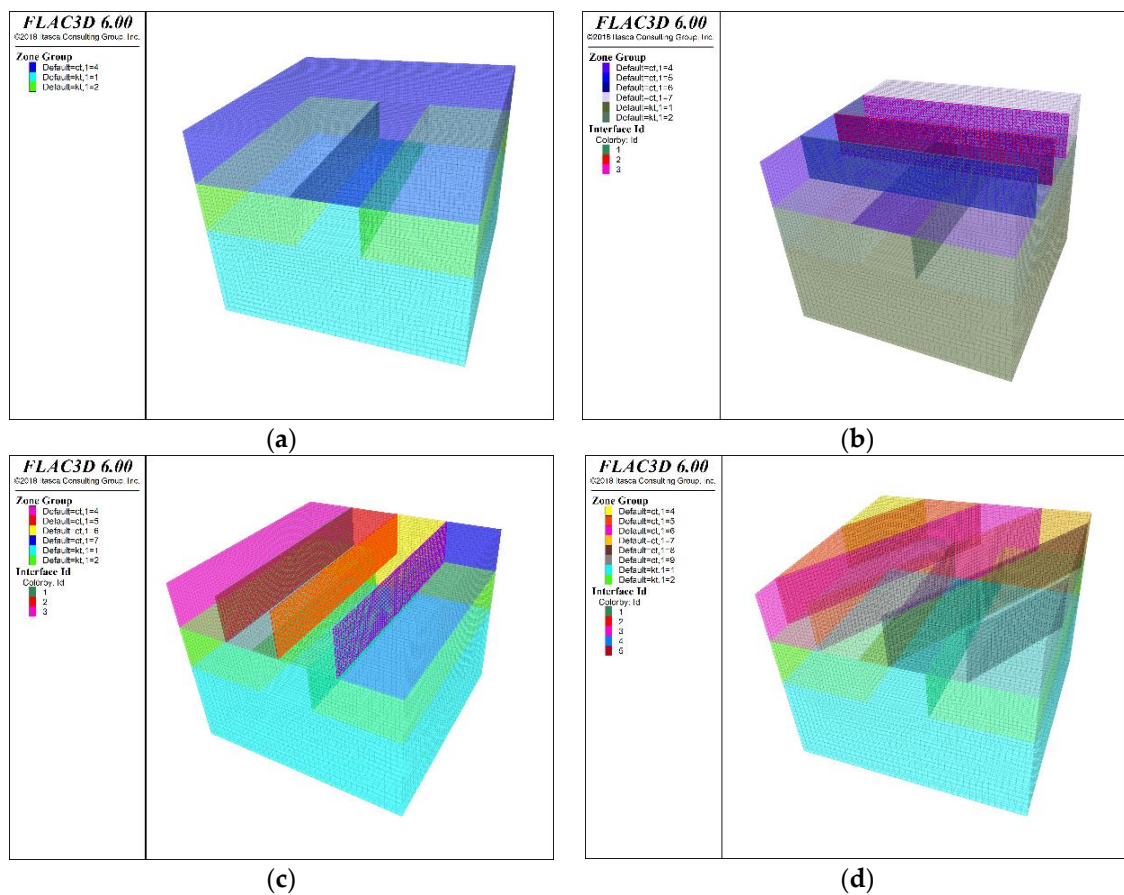 FLAC3D 6.00
©2018 Itasca Consulting Group, Inc.
Zone Group
Default=ct,1=4
Default=kt,1=1
Default=kt,1=2
(a)
FLAC3D 6.00
©2018 Itasca Consulting Group, Inc.
Zone Group
Default=ct,1=4
Default=ct,1=5
Default=ct,1=6
Default=ct,1=7
Default=kt,1=1
Default=kt,1=2
Interface Id
Colorby: Id
1
2
3
(b)
FLAC3D 6.00
©2018 Itasca Consulting Group, Inc.
Zone Group
Default=ct,1=4
Default=ct,1=5
Default=ct,1=6
Default=ct,1=7
Default=kt,1=1
Default=kt,1=2
Interface Id
Colorby: Id
1
2
3
(c)
FLAC3D 6.00
©2018 Itasca Consulting Group, Inc.
Zone Group
Default=ct,1=4
Default=ct,1=5
Default=ct,1=6
Default=ct,1=7
Default=ct,1=8
Default=ct,1=9
Default=kt,1=1
Default=kt,1=2
Interface Id
Colorby: Id
1
2
3
4
5
(d)